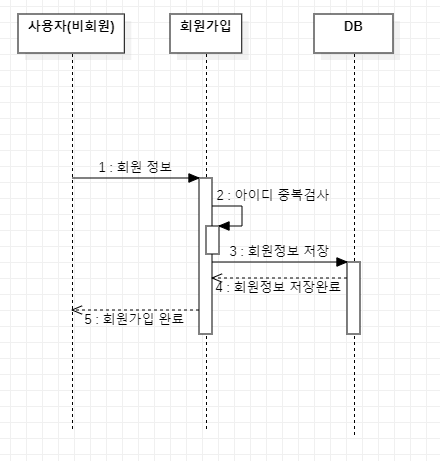 사용자(비회원)
회원가입
DB
1 : 회원 정보
2 : 아이디 중복검사
3 : 회원정보 저장
4 : 회원정보 저장완료
5 : 회원가입 완료